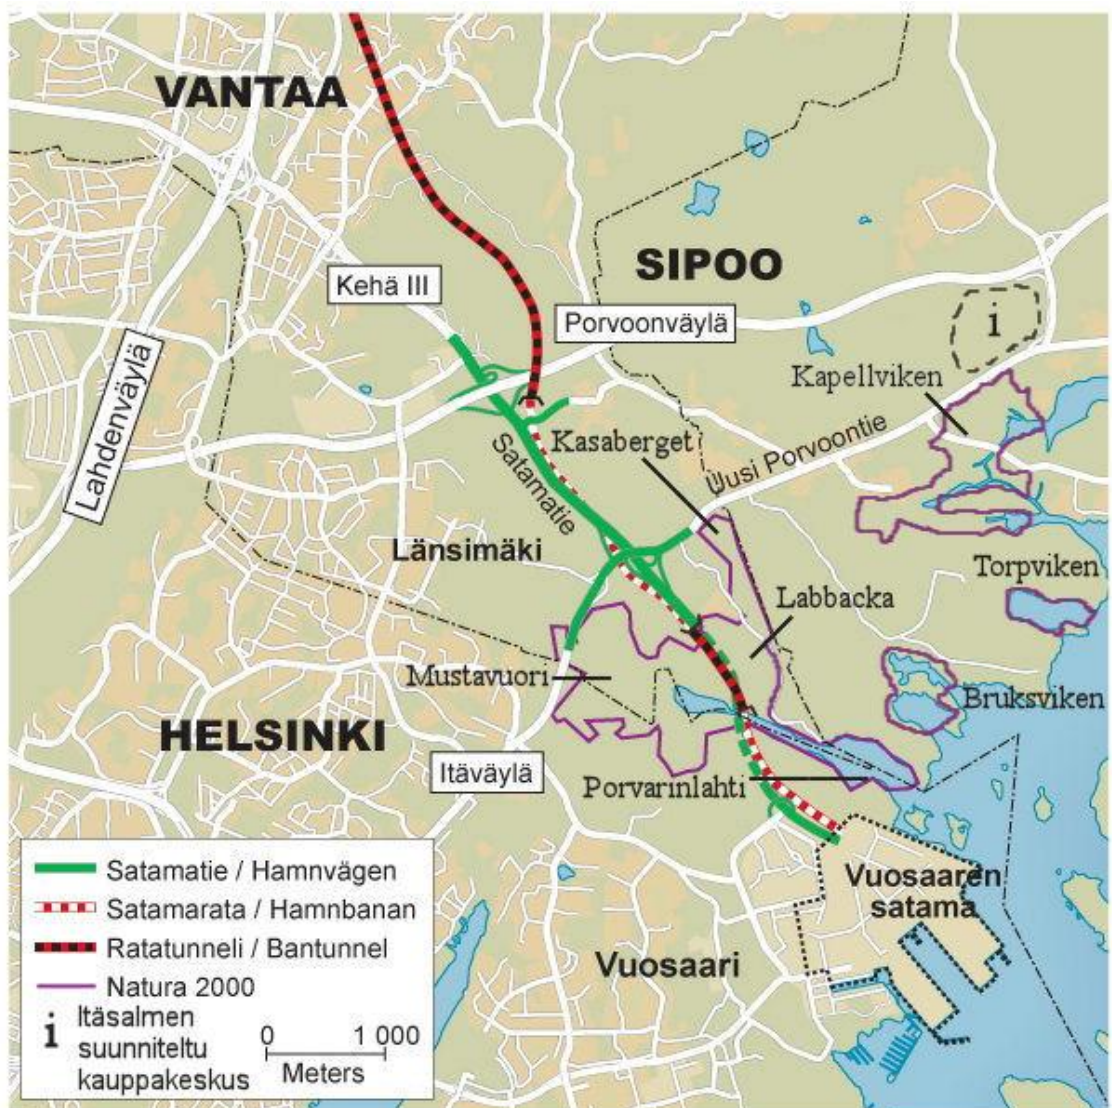 VANTAA
SIPOO
Kehä III
Porvoonväylä
i
Kapellviken
Lahdenväylä
Kasaberget
Uusi Porvoontie
Satamatie
Länsimäki
Torpviken
Labbacka
Mustavuori
Bruksviken
HELSINKI
Itäväylä
Porvarinlahti
Vuosaaren
satama
Vuosaari
Satamatie / Hamnvägen
Satamarata / Hamnbanan
Ratatunneli / Bantunnel
Natura 2000
i Itäsalmen
suunniteltu
kauppakeskus
0 1 000
Meters